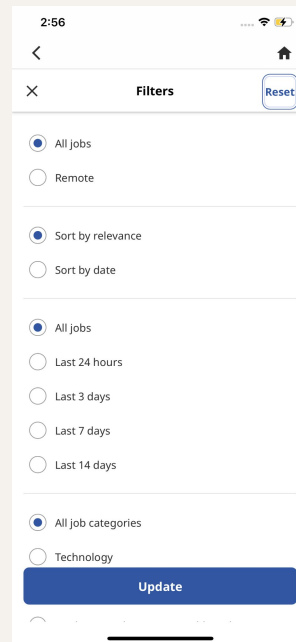 2:56
Filters
Reset
All jobs
Remote
Sort by relevance
Sort by date
All jobs
Last 24 hours
Last 3 days
Last 7 days
Last 14 days
All job categories
Technology
Update